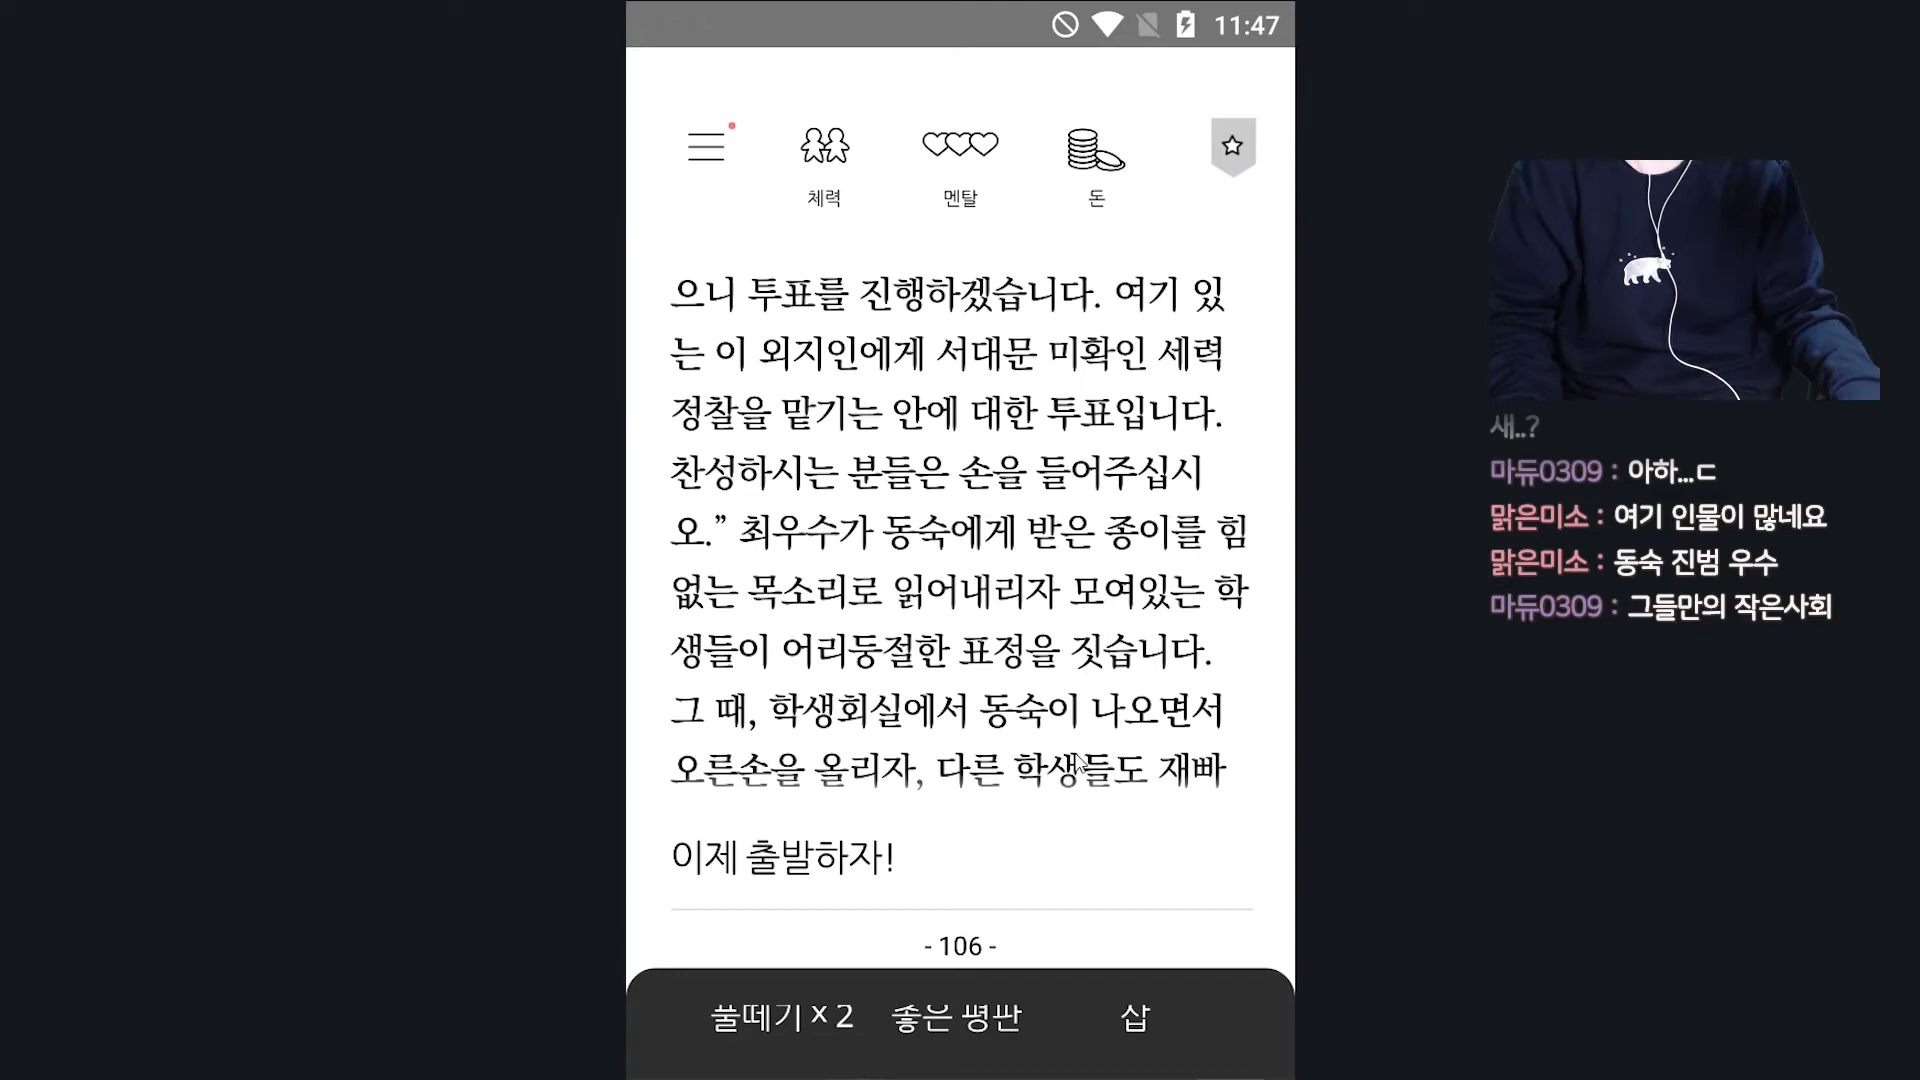 11:47
체력
멘탈
돈
으니 투표를 진행하겠습니다. 여기 있
는 이 외지인에게 서대문 미확인 세력
정찰을 맡기는 안에 대한 투표입니다.
찬성하시는 분들은 손을 들어주십시
오.” 최우수가 동숙에게 받은 종이를 힘
없는 목소리로 읽어내리자 모여있는 학
생들이 어리둥절한 표정을 짓습니다.
그 때, 학생회실에서 동숙이 나오면서
오른손을 올리자, 다른 학생들도 재빠
이제 출발하자!
- 106 -
풀떼기 x 2 좋은 평판 삽
새..?
마듀0309 : 아하...ㄷ
맑은미소 : 여기 인물이 많네요
맑은미소 : 동숙 진범 우수
마듀0309 : 그들만의 작은사회